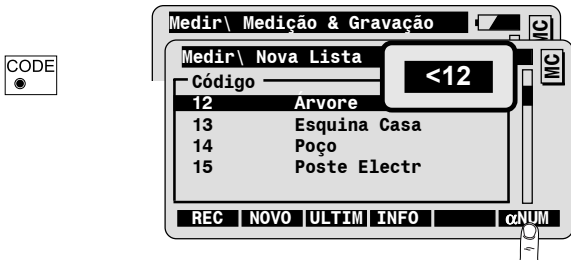 CODE
Medir\ Medição & Gravação
MC
Medir\ Nova Lista
MC
<12
Código
12 Árvore
13 Esquina Casa
14 Poço
15 Poste Electr
REC NOVO ULTIM INFO αNUM